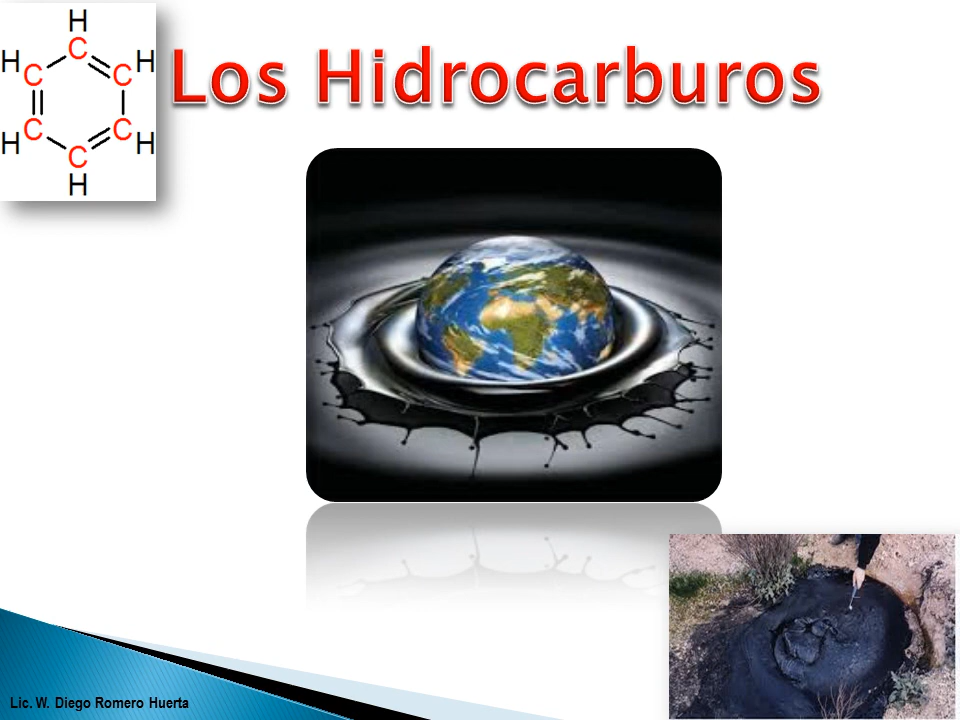 Los Hidrocarburos
H
H C H
C C
C C
H C H
H
Lic. W. Diego Romero Huerta